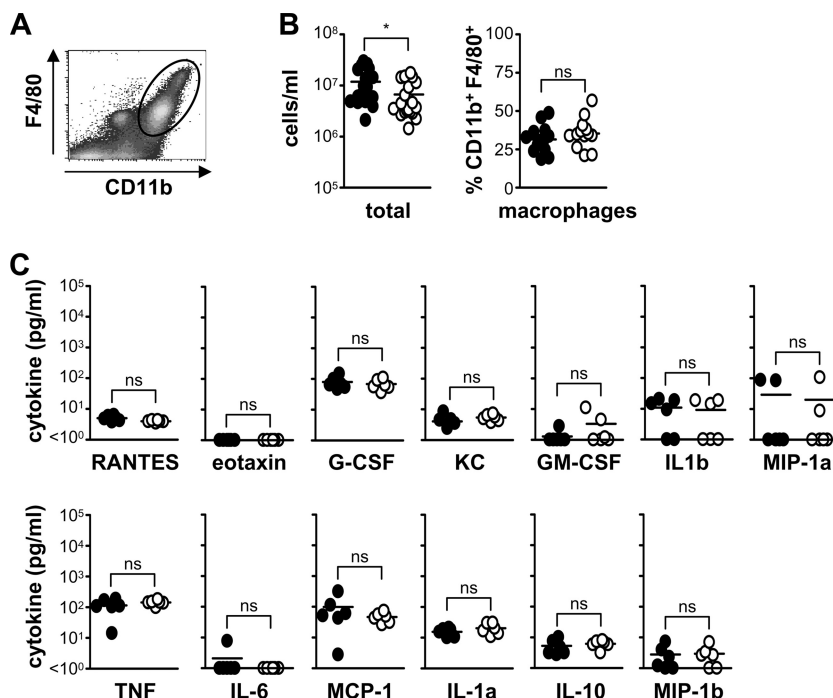 A
F4/80
CD11b
B
cells/ml
10⁸
10⁷
10⁶
10⁵
*
total
% CD11b⁺ F4/80⁺
100
75
50
25
0
ns
macrophages
C
cytokine (pg/ml)
10⁵
10⁴
10³
10²
10¹
<10⁰
ns ns ns ns ns ns ns
RANTES eotaxin G-CSF KC GM-CSF IL1b MIP-1a
cytokine (pg/ml)
10⁵
10⁴
10³
10²
10¹
<10⁰
ns ns ns ns ns ns
TNF IL-6 MCP-1 IL-1a IL-10 MIP-1b